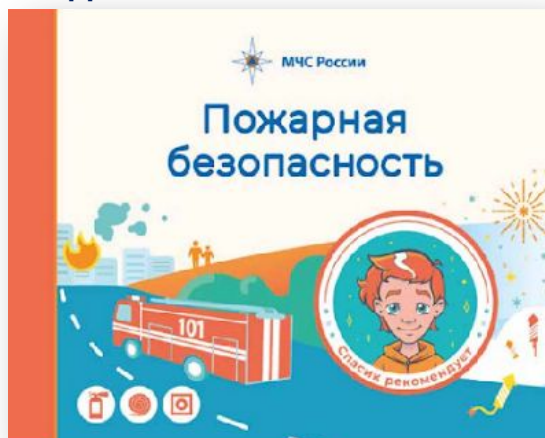 МЧС России
Пожарная
безопасность
101
Спасик рекомендует